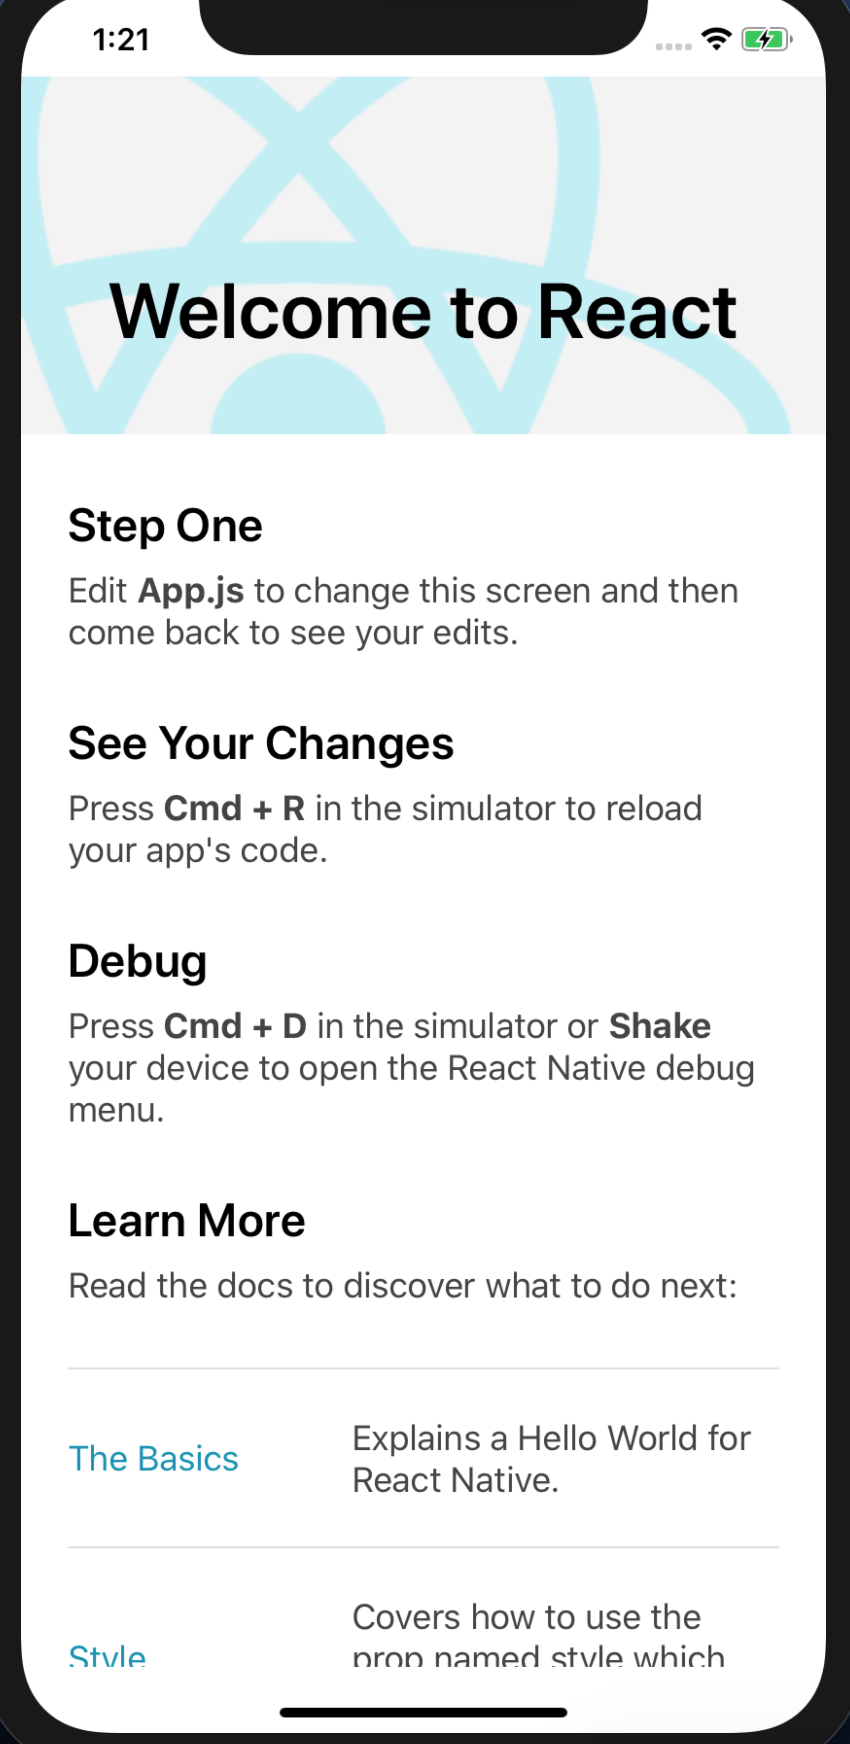 1:21
Welcome to React
Step One
Edit App.js to change this screen and then
come back to see your edits.
See Your Changes
Press Cmd + R in the simulator to reload
your app's code.
Debug
Press Cmd + D in the simulator or Shake
your device to open the React Native debug
menu.
Learn More
Read the docs to discover what to do next:
The Basics
Explains a Hello World for
React Native.
Style
Covers how to use the
prop named style which